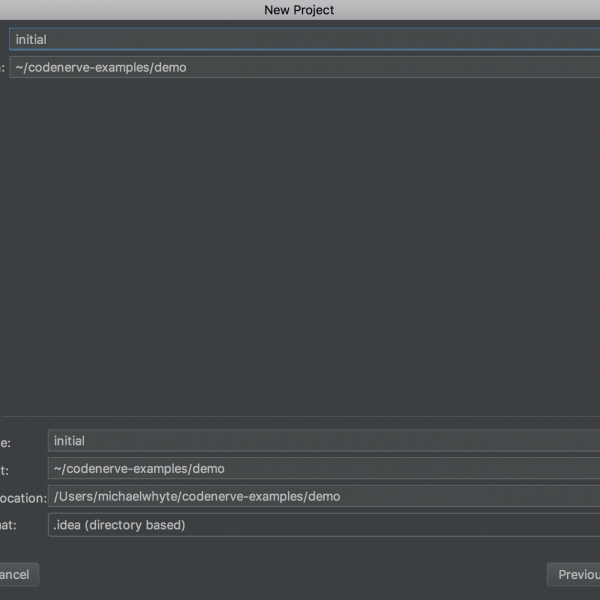 New Project
initial
: ~/codenerve-examples/demo
e: initial
t: ~/codenerve-examples/demo
ocation: /Users/michaelwhyte/codenerve-examples/demo
at: .idea (directory based)
ancel Previou